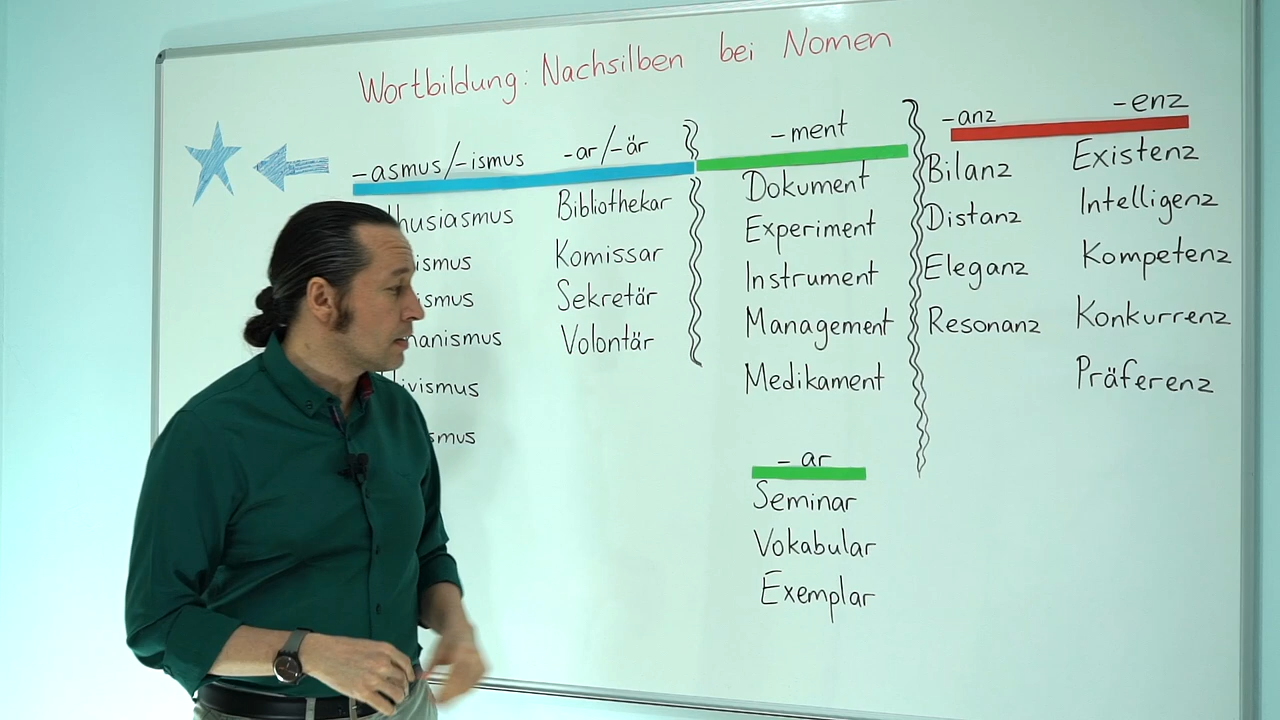 Wortbildung: Nachsilben bei Nomen
-asmus/-ismus
-ar/-är
Bibliothekar
Komissar
Sekretär
Volontär
-ment
Dokument
Experiment
Instrument
Management
Medikament
-ar
Seminar
Vokabular
Exemplar
-anz
Bilanz
Distanz
Eleganz
Resonanz
-enz
Existenz
Intelligenz
Kompetenz
Konkurrenz
Präferenz